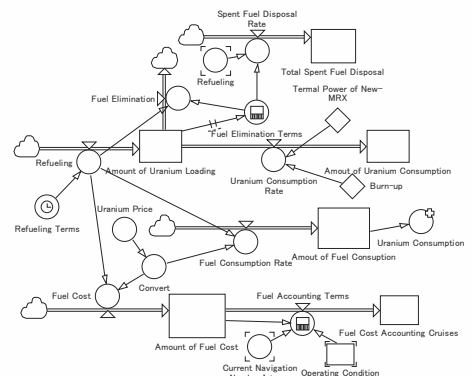 Spent Fuel Disposal
Rate
Refueling
Total Spent Fuel Disposal
Termal Power of New-
MRX
Fuel Elimination
Fuel Elimination Terms
Refueling
Amount of Uranium Loading
Uranium Consumption
Rate
Amout of Uranium Consumption
Burn-up
Refueling Terms
Uranium Price
Fuel Consumption Rate
Amout of Fuel Consuption
Uranium Consumption
Convert
Fuel Cost
Fuel Accounting Terms
Amount of Fuel Cost
Fuel Cost Accounting Cruises
Current Navigation
Operating Condition